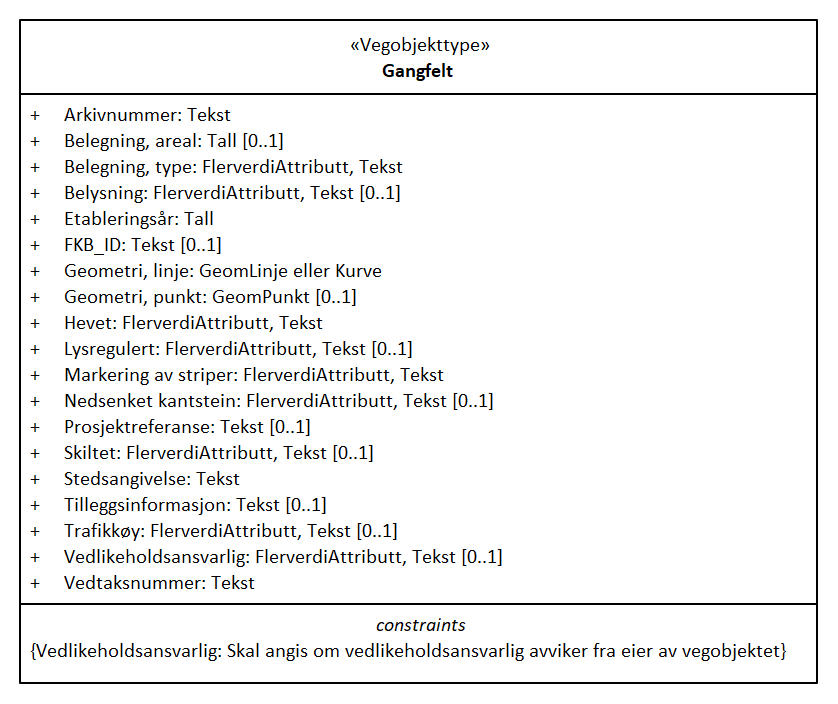 «Vegobjekttype»
Gangfelt
+ Arkivnummer: Tekst
+ Belegning, areal: Tall [0..1]
+ Belegning, type: FlerverdiAttributt, Tekst
+ Belysning: FlerverdiAttributt, Tekst [0..1]
+ Etableringsår: Tall
+ FKB_ID: Tekst [0..1]
+ Geometri, linje: GeomLinje eller Kurve
+ Geometri, punkt: GeomPunkt [0..1]
+ Hevet: FlerverdiAttributt, Tekst
+ Lysregulert: FlerverdiAttributt, Tekst [0..1]
+ Markering av striper: FlerverdiAttributt, Tekst
+ Nedsenket kantstein: FlerverdiAttributt, Tekst [0..1]
+ Prosjektreferanse: Tekst [0..1]
+ Skiltet: FlerverdiAttributt, Tekst [0..1]
+ Stedsangivelse: Tekst
+ Tilleggsinformasjon: Tekst [0..1]
+ Trafikkøy: FlerverdiAttributt, Tekst [0..1]
+ Vedlikeholdsansvarlig: FlerverdiAttributt, Tekst [0..1]
+ Vedtaksnummer: Tekst
constraints
{Vedlikeholdsansvarlig: Skal angis om vedlikeholdsansvarlig avviker fra eier av vegobjektet}